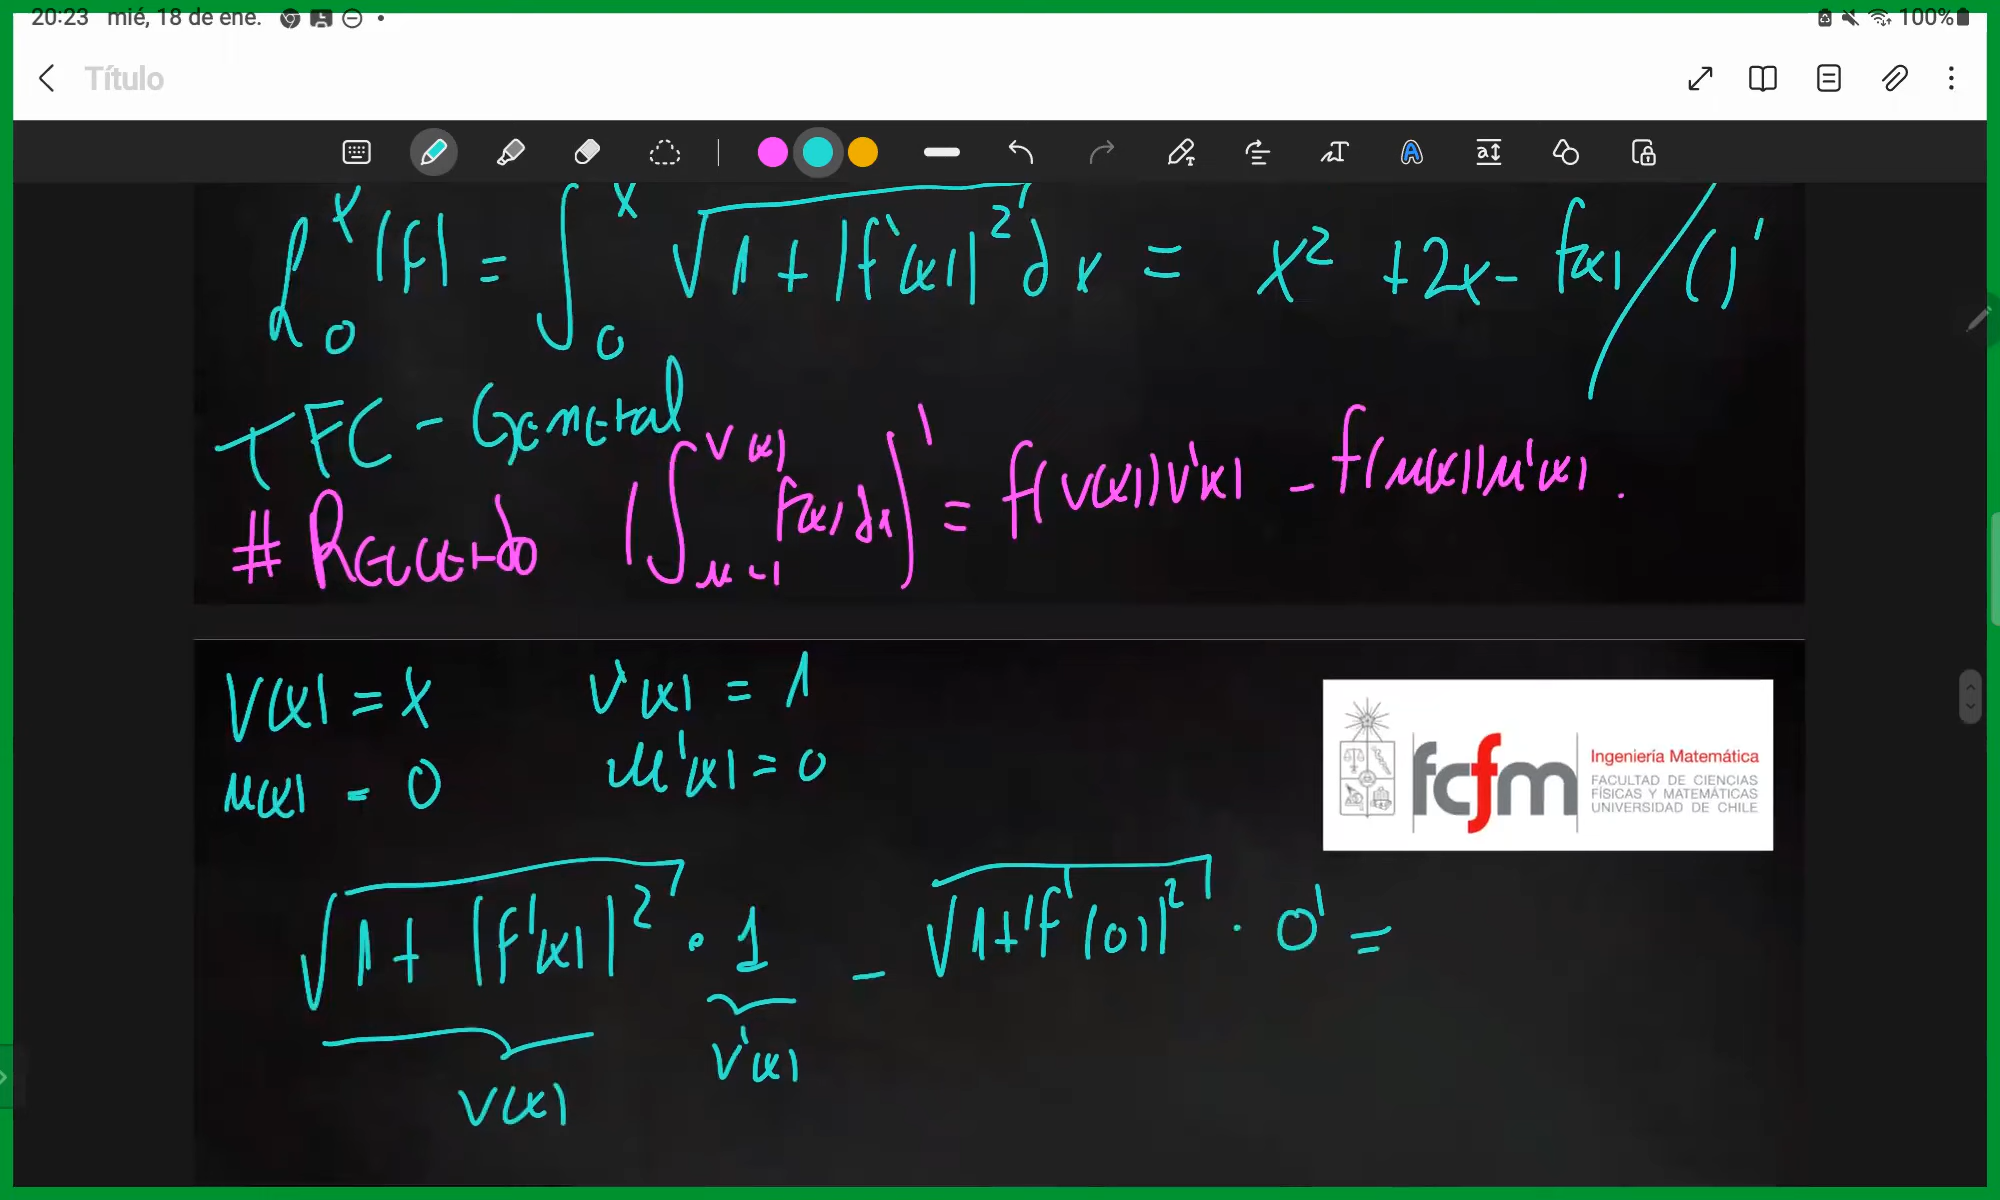 20:23 mié, 18 de ene. 100%
Título
L₀ˣ(f) = ∫₀ˣ √(1 + (f'(x))²) dx = x² + 2x - f(x) / ( )'
TFC - General
# Recuerdo (∫ᵤ₍ₓ₎^v(x) f(x) dx)' = f(v(x))v'(x) - f(u(x))u'(x).
v(x) = x v'(x) = 1
u(x) = 0 u'(x) = 0
fcfm
Ingeniería Matemática
FACULTAD DE CIENCIAS
FÍSICAS Y MATEMÁTICAS
UNIVERSIDAD DE CHILE
√(1 + (f'(x))²) · 1 - √(1 + (f'(0))²) · 0' =
v(x) v'(x)